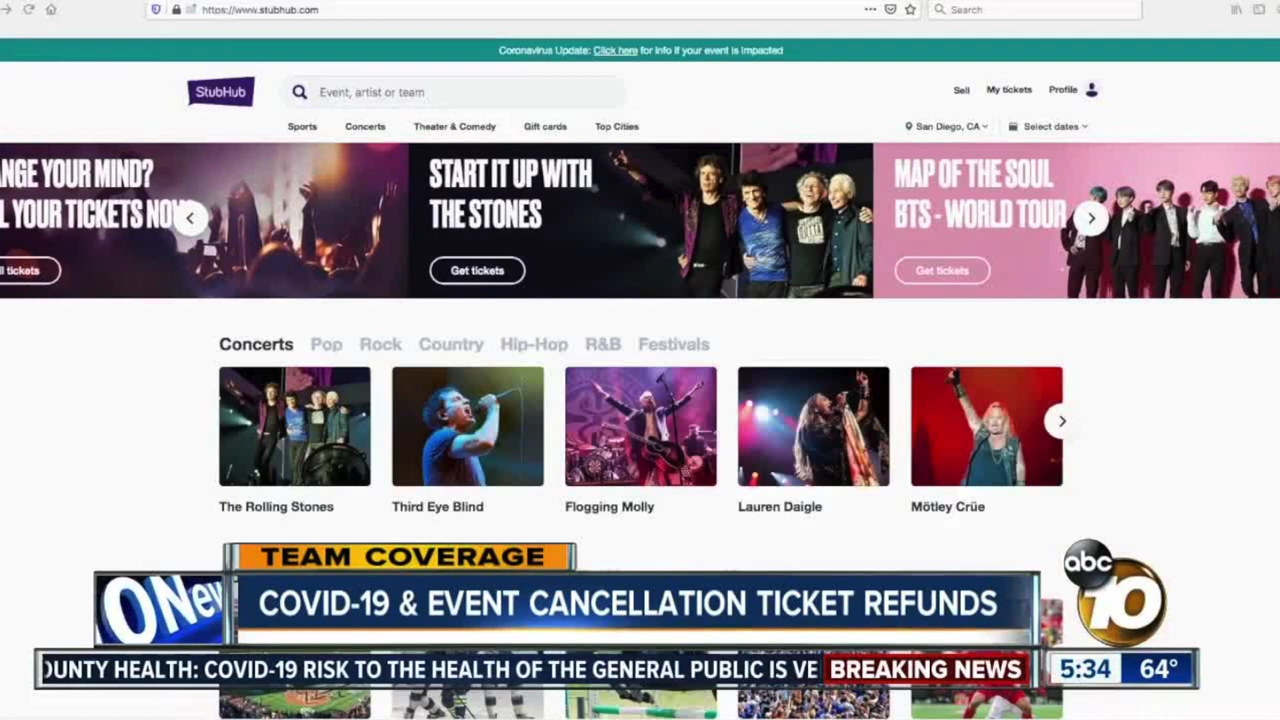 https://www.stubhub.com
Search
Coronavirus Update: Click here for info if your event is impacted
StubHub
Event, artist or team
Sell
My tickets
Profile
Sports
Concerts
Theater & Comedy
Gift cards
Top Cities
San Diego, CA
Select dates
NGE YOUR MIND?
L YOUR TICKETS NOW
ll tickets
START IT UP WITH
THE STONES
Get tickets
MAP OF THE SOUL
BTS - WORLD TOUR
Get tickets
Concerts Pop Rock Country Hip-Hop R&B Festivals
The Rolling Stones
Third Eye Blind
Flogging Molly
Lauren Daigle
Mötley Crüe
TEAM COVERAGE
ONew
COVID-19 & EVENT CANCELLATION TICKET REFUNDS
abc
10
OUNTY HEALTH: COVID-19 RISK TO THE HEALTH OF THE GENERAL PUBLIC IS VE
BREAKING NEWS
5:34
64°